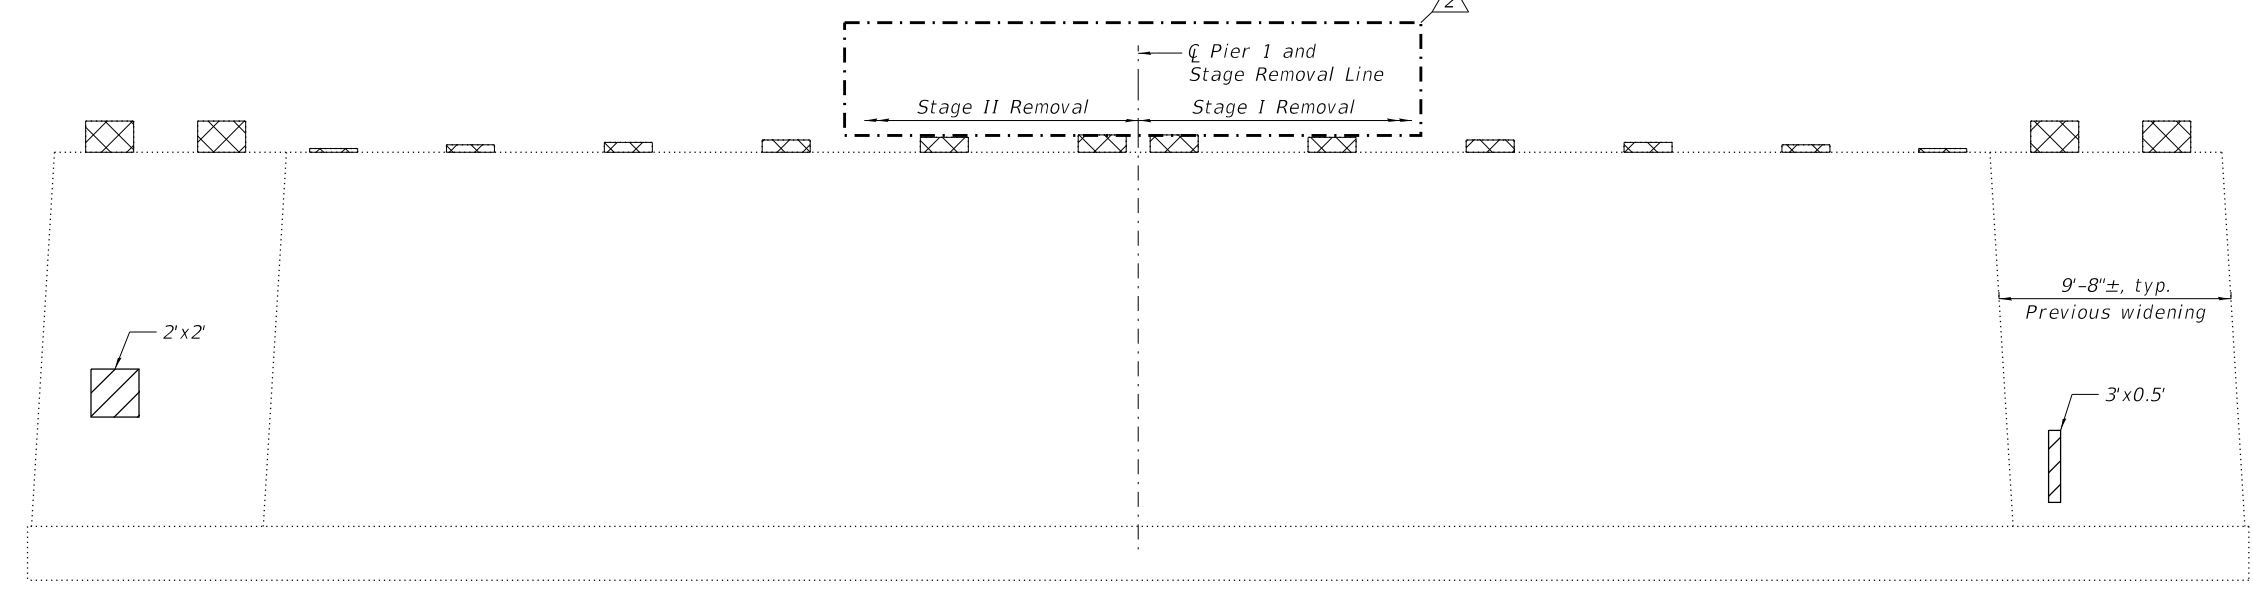 2
℄ Pier 1 and
Stage Removal Line
Stage II Removal
Stage I Removal
9'-8"±, typ.
Previous widening
2'x2'
3'x0.5'